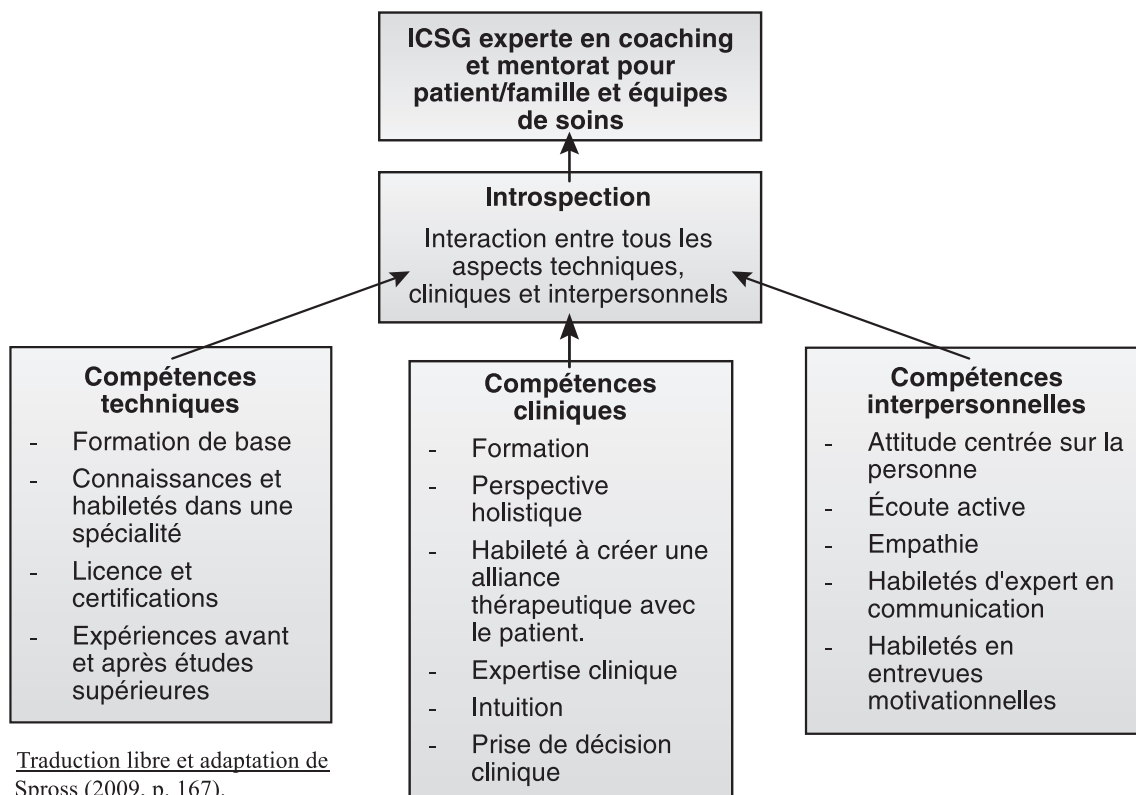 ICSG experte en coaching
et mentorat pour
patient/famille et équipes
de soins
Introspection
Interaction entre tous les
aspects techniques,
cliniques et interpersonnels
Compétences
techniques
- Formation de base
- Connaissances et
habiletés dans une
spécialité
- Licence et
certifications
- Expériences avant
et après études
supérieures
Compétences
cliniques
- Formation
- Perspective
holistique
- Habileté à créer une
alliance
thérapeutique avec
le patient.
- Expertise clinique
- Intuition
- Prise de décision
clinique
Compétences
interpersonnelles
- Attitude centrée sur la
personne
- Écoute active
- Empathie
- Habiletés d'expert en
communication
- Habiletés en
entrevues
motivationnelles
Traduction libre et adaptation de
Spross (2009, p. 167).